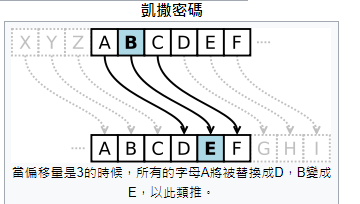 凱撒密碼
X Y Z A B C D E F ····
···· A B C D E F G H I
當偏移量是3的時候，所有的字母A將被替換成D，B變成
E，以此類推。